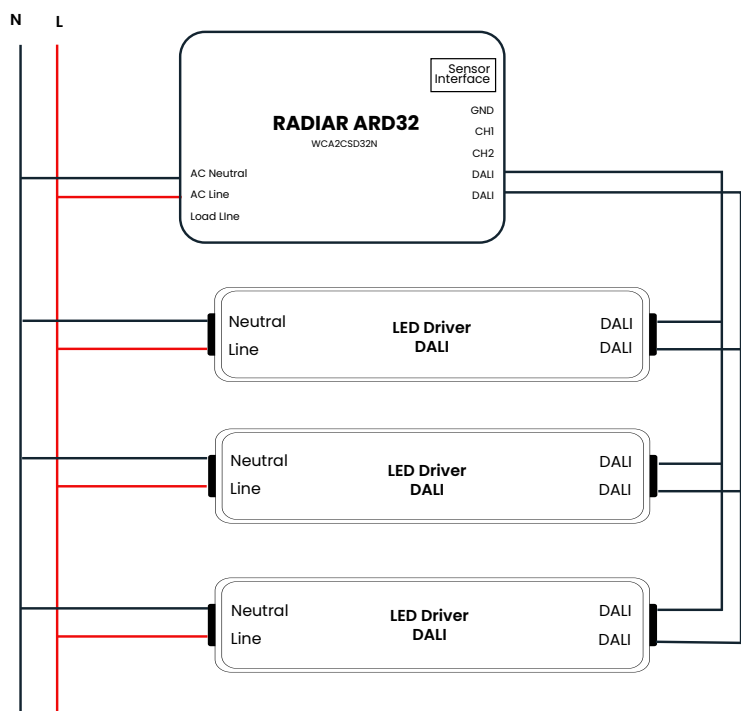 N L
Sensor
Interface
RADIAR ARD32
WCA2CSD32N
GND
CH1
CH2
DALI
DALI
AC Neutral
AC Line
Load LIne
Neutral
Line
LED Driver
DALI
DALI
DALI
Neutral
Line
LED Driver
DALI
DALI
DALI
Neutral
Line
LED Driver
DALI
DALI
DALI